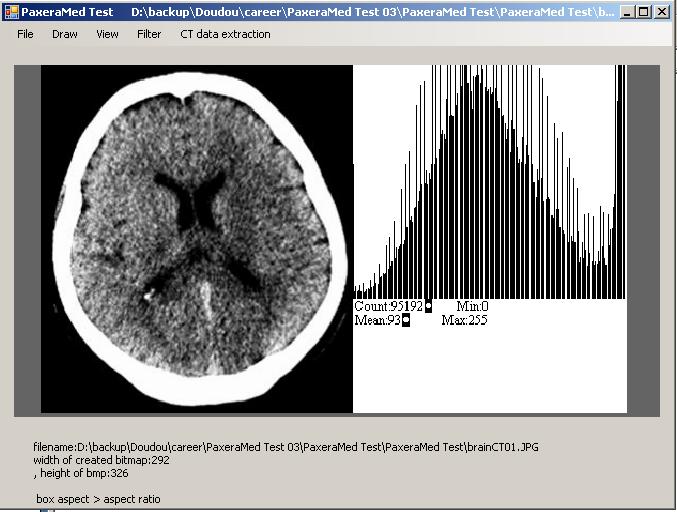 PaxeraMed Test D:\backup\Doudou\career\PaxeraMed Test 03\PaxeraMed Test\PaxeraMed Test\b...
File Draw View Filter CT data extraction
Count:95192 Min:0
Mean:93 Max:255
filename:D:\backup\Doudou\career\PaxeraMed Test 03\PaxeraMed Test\PaxeraMed Test\brainCT01.JPG
width of created bitmap:292
, height of bmp:326
box aspect > aspect ratio